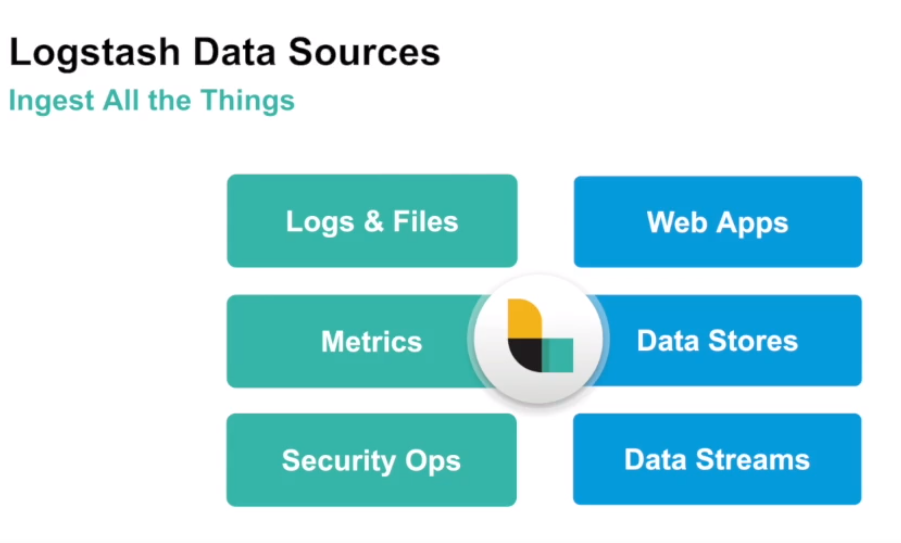 Logstash Data Sources
Ingest All the Things
Logs & Files
Web Apps
Metrics
Data Stores
Security Ops
Data Streams